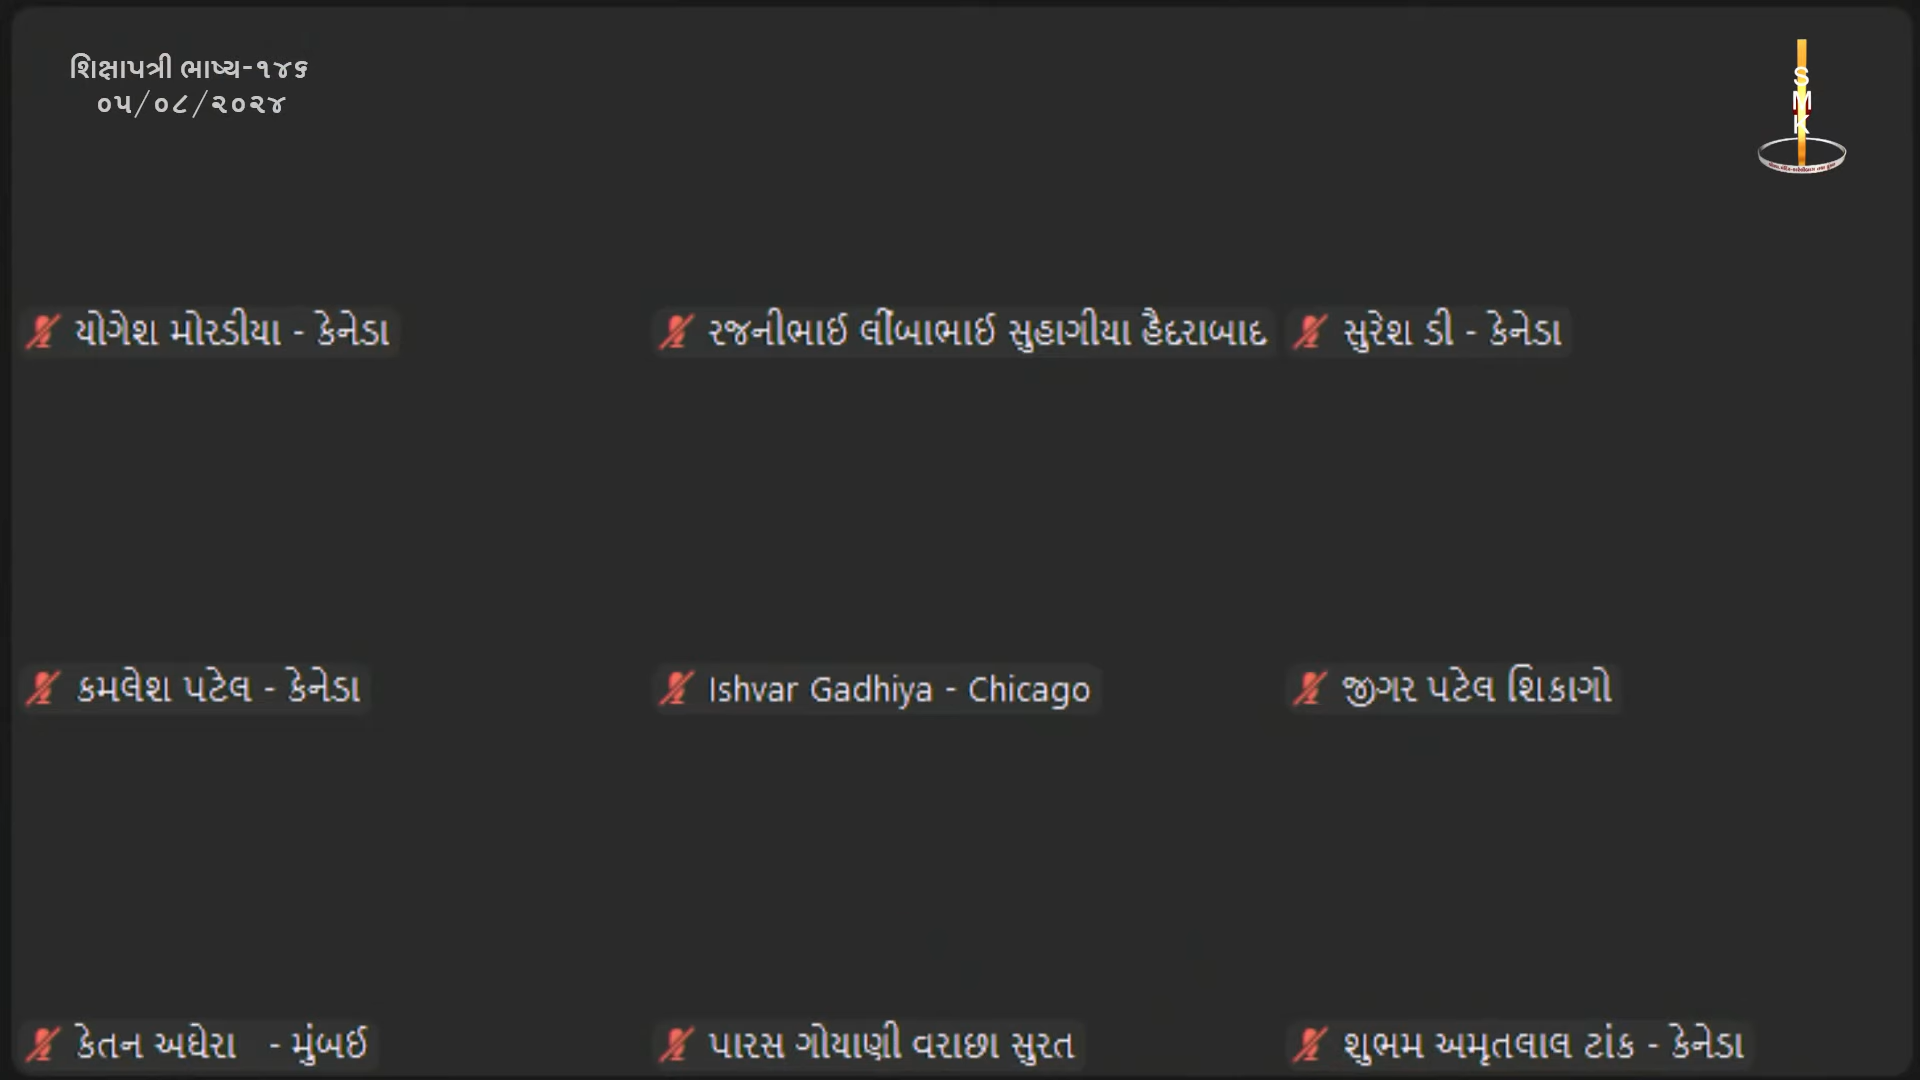 શિક્ષાપત્રી ભાષ્ય-૧૪૬
૦૫/૦૮/૨૦૨૪
S
M
K
યોગેશ મોરડીયા - કેનેડા
રજનીભાઈ લીંબાભાઈ સુહાગીયા હૈદરાબાદ
સુરેશ ડી - કેનેડા
કમલેશ પટેલ - કેનેડા
Ishvar Gadhiya - Chicago
જીગર પટેલ શિકાગો
કેતન અઘેરા - મુંબઈ
પારસ ગોયાણી વરાછા સુરત
શુભમ અમૃતલાલ ટાંક - કેનેડા